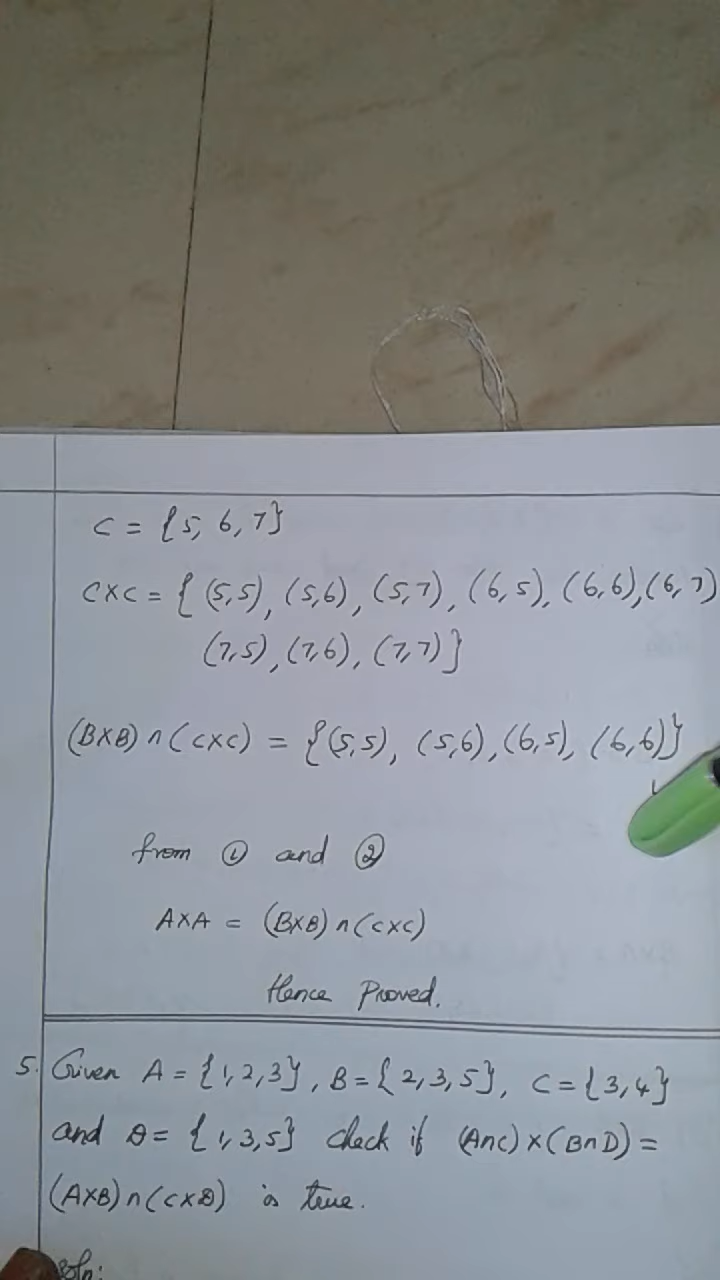 C = {5, 6, 7}
C×C = { (5,5), (5,6), (5,7), (6,5), (6,6), (6,7)
(7,5), (7,6), (7,7) }
(B×B) ∩ (C×C) = {(5,5), (5,6), (6,5), (6,6)}
from ① and ②
A×A = (B×B) ∩ (C×C)
Hence Proved.
5. Given A = {1,2,3}, B = {2,3,5}, C = {3,4}
and D = {1,3,5} check if (A∩C) × (B∩D) =
(A×B) ∩ (C×D) is true.
Soln: